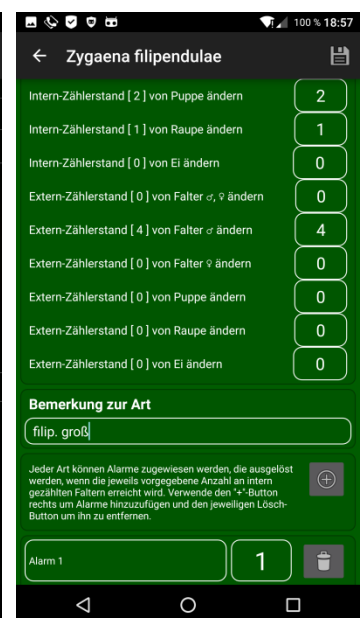 100 % 18:57
Zygaena filipendulae
Intern-Zählerstand [ 2 ] von Puppe ändern 2
Intern-Zählerstand [ 1 ] von Raupe ändern 1
Intern-Zählerstand [ 0 ] von Ei ändern 0
Extern-Zählerstand [ 0 ] von Falter ♂, ♀ ändern 0
Extern-Zählerstand [ 4 ] von Falter ♂ ändern 4
Extern-Zählerstand [ 0 ] von Falter ♀ ändern 0
Extern-Zählerstand [ 0 ] von Puppe ändern 0
Extern-Zählerstand [ 0 ] von Raupe ändern 0
Extern-Zählerstand [ 0 ] von Ei ändern 0
Bemerkung zur Art
filip. groß
Jeder Art können Alarme zugewiesen werden, die ausgelöst
werden, wenn die jeweils vorgegebene Anzahl an intern
gezählten Faltern erreicht wird. Verwende den "+"-Button
rechts um Alarme hinzuzufügen und den jeweiligen Lösch-
Button um ihn zu entfernen.
Alarm 1 1